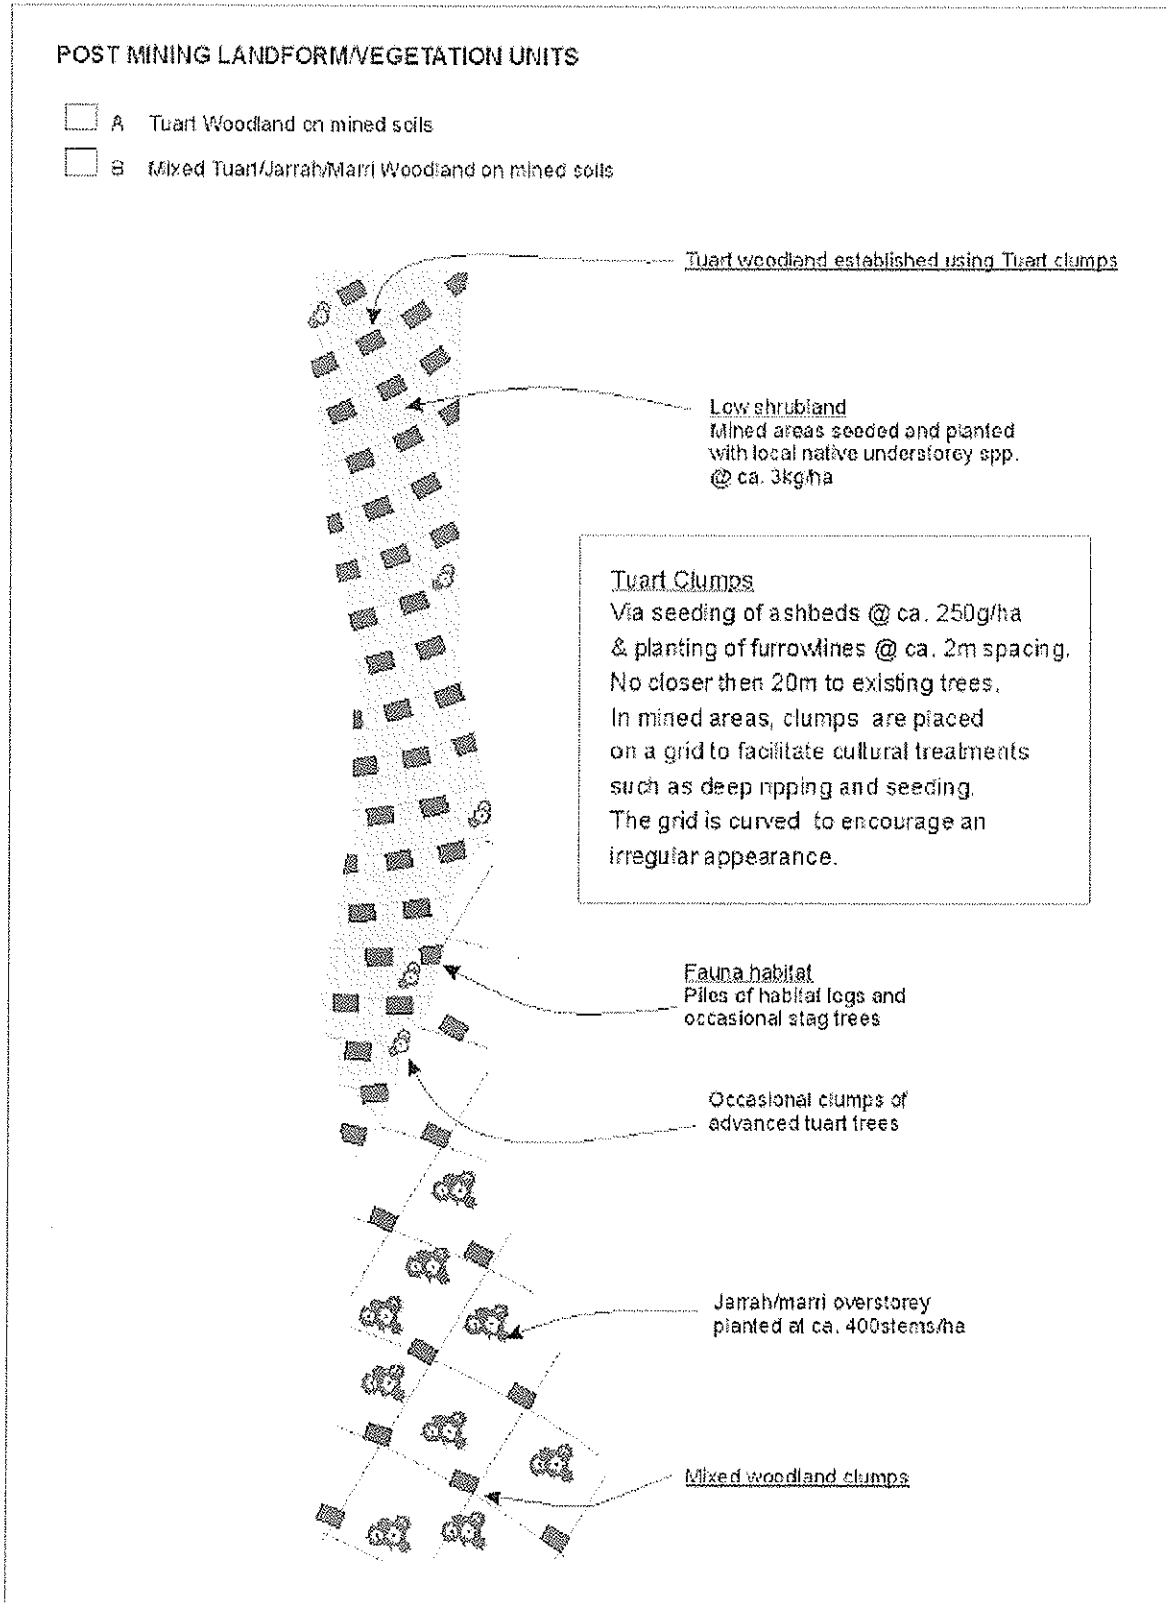 POST MINING LANDFORM/VEGETATION UNITS
A Tuart Woodland on mined soils
B Mixed Tuart/Jarrah/Marri Woodland on mined soils
Tuart woodland established using Tuart clumps
Low shrubland
Mined areas seeded and planted
with local native understorey spp.
@ ca. 3kg/ha
Tuart Clumps
Via seeding of ashbeds @ ca. 250g/ha
& planting of furrowlines @ ca. 2m spacing.
No closer then 20m to existing trees.
In mined areas, clumps are placed
on a grid to facilitate cultural treatments
such as deep ripping and seeding.
The grid is curved to encourage an
irregular appearance.
Fauna habitat
Piles of habitat logs and
occasional stag trees
Occasional clumps of
advanced tuart trees
Jarrah/marri overstorey
planted at ca. 400stems/ha
Mixed woodland clumps